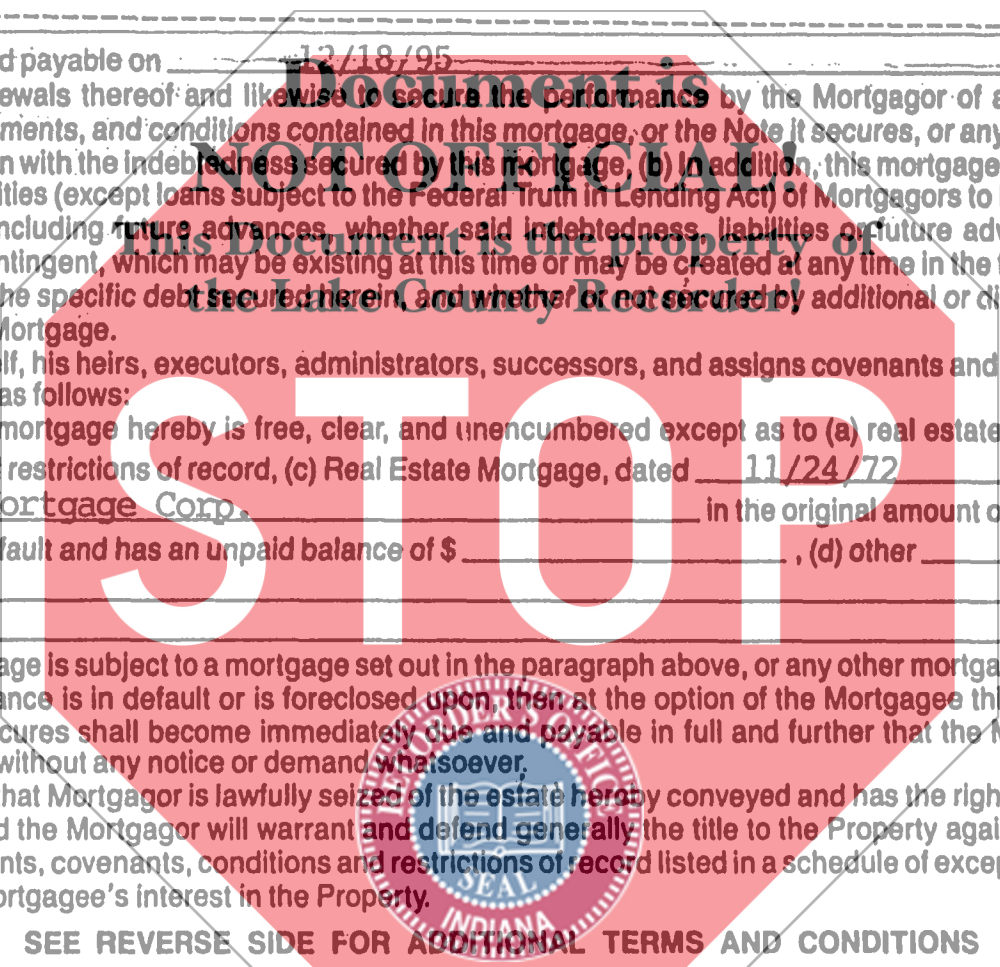 d payable on 12/18/95
Document is
ewals thereof and likewise to secure the performance by the Mortgagor of a
ments, and conditions contained in this mortgage, or the Note it secures, or any
NOT OFFICIAL!
n with the indebtedness secured by this mortgage, (b) In addition, this mortgage
ities (except loans subject to the Federal Truth in Lending Act) of Mortgagors to
ncluding future advances, whether said indebtedness, liabilities or future adv
This Document is the property of
ntingent, which may be existing at this time or may be created at any time in the f
the Lake County Recorder!
he specific debt secured herein, and whether or not secured by additional or di
Mortgage.
lf, his heirs, executors, administrators, successors, and assigns covenants and
as follows:
mortgage hereby is free, clear, and unencumbered except as to (a) real estate
restrictions of record, (c) Real Estate Mortgage, dated 11/24/72
STOP
ortgage Corp. in the original amount o
fault and has an unpaid balance of $ , (d) other
age is subject to a mortgage set out in the paragraph above, or any other mortga
ance is in default or is foreclosed upon, then at the option of the Mortgagee thi
cures shall become immediately due and payable in full and further that the M
without any notice or demand whatsoever.
that Mortgagor is lawfully seized of the estate hereby conveyed and has the righ
d the Mortgagor will warrant and defend generally the title to the Property agai
nts, covenants, conditions and restrictions of record listed in a schedule of excep
ortgagee's interest in the Property.
RECORDER'S OFFICE
SEAL
INDIANA
SEE REVERSE SIDE FOR ADDITIONAL TERMS AND CONDITIONS